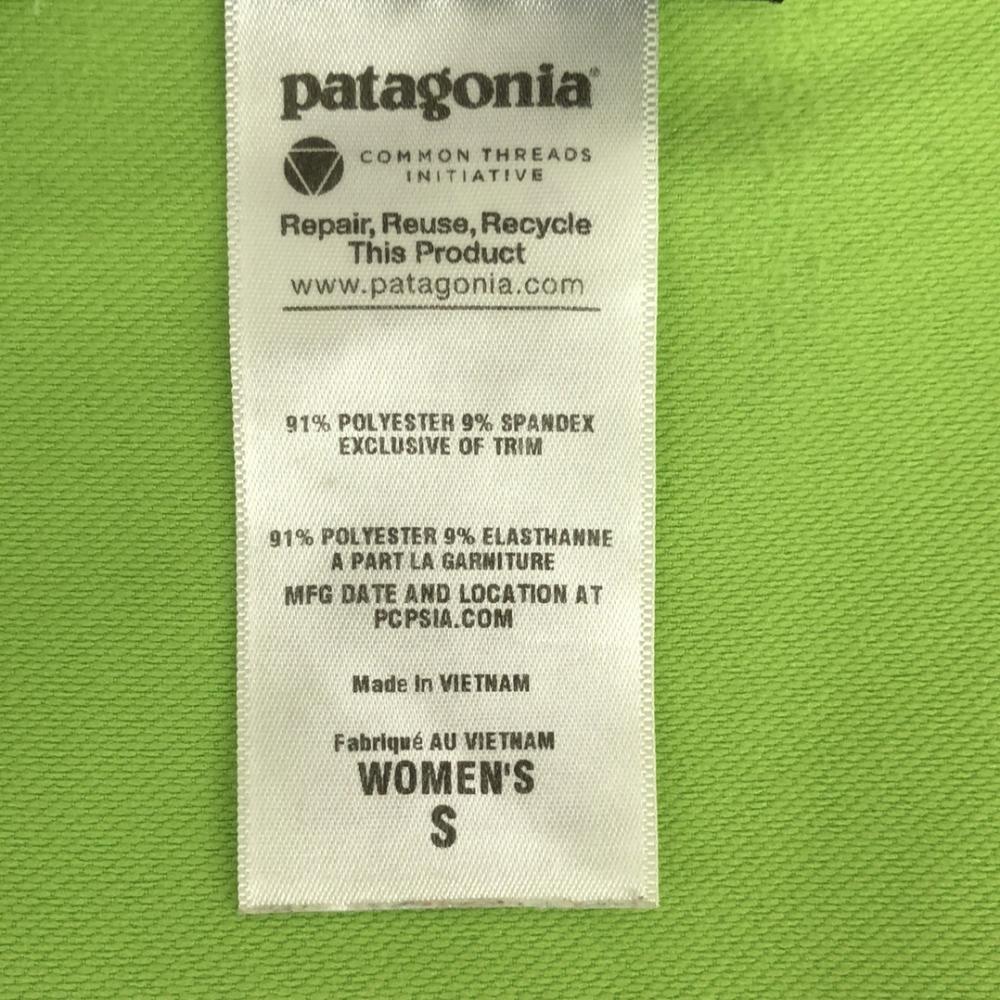 patagonia®
COMMON THREADS
INITIATIVE
Repair, Reuse, Recycle
This Product
www.patagonia.com
91% POLYESTER 9% SPANDEX
EXCLUSIVE OF TRIM
91% POLYESTER 9% ELASTHANNE
A PART LA GARNITURE
MFG DATE AND LOCATION AT
PCPSIA.COM
Made In VIETNAM
Fabriqué AU VIETNAM
WOMEN'S
S